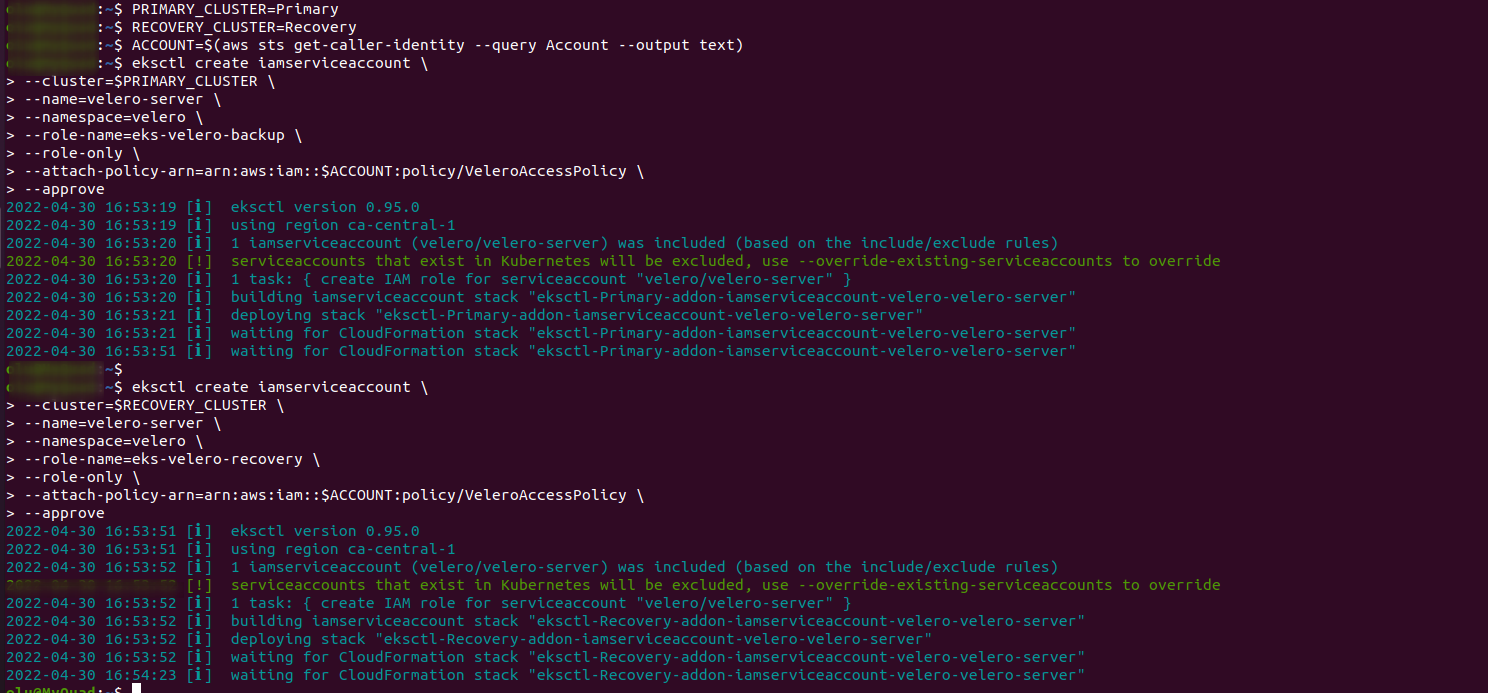 :~$ PRIMARY_CLUSTER=Primary
:~$ RECOVERY_CLUSTER=Recovery
:~$ ACCOUNT=$(aws sts get-caller-identity --query Account --output text)
:~$ eksctl create iamserviceaccount \
> --cluster=$PRIMARY_CLUSTER \
> --name=velero-server \
> --namespace=velero \
> --role-name=eks-velero-backup \
> --role-only \
> --attach-policy-arn=arn:aws:iam::$ACCOUNT:policy/VeleroAccessPolicy \
> --approve
2022-04-30 16:53:19 [ℹ]  eksctl version 0.95.0
2022-04-30 16:53:19 [ℹ]  using region ca-central-1
2022-04-30 16:53:20 [ℹ]  1 iamserviceaccount (velero/velero-server) was included (based on the include/exclude rules)
2022-04-30 16:53:20 [!]  serviceaccounts that exist in Kubernetes will be excluded, use --override-existing-serviceaccounts to override
2022-04-30 16:53:20 [ℹ]  1 task: { create IAM role for serviceaccount "velero/velero-server" }
2022-04-30 16:53:20 [ℹ]  building iamserviceaccount stack "eksctl-Primary-addon-iamserviceaccount-velero-velero-server"
2022-04-30 16:53:21 [ℹ]  deploying stack "eksctl-Primary-addon-iamserviceaccount-velero-velero-server"
2022-04-30 16:53:21 [ℹ]  waiting for CloudFormation stack "eksctl-Primary-addon-iamserviceaccount-velero-velero-server"
2022-04-30 16:53:51 [ℹ]  waiting for CloudFormation stack "eksctl-Primary-addon-iamserviceaccount-velero-velero-server"
~$
~$ eksctl create iamserviceaccount \
> --cluster=$RECOVERY_CLUSTER \
> --name=velero-server \
> --namespace=velero \
> --role-name=eks-velero-recovery \
> --role-only \
> --attach-policy-arn=arn:aws:iam::$ACCOUNT:policy/VeleroAccessPolicy \
> --approve
2022-04-30 16:53:51 [ℹ]  eksctl version 0.95.0
2022-04-30 16:53:51 [ℹ]  using region ca-central-1
2022-04-30 16:53:52 [ℹ]  1 iamserviceaccount (velero/velero-server) was included (based on the include/exclude rules)
[!]  serviceaccounts that exist in Kubernetes will be excluded, use --override-existing-serviceaccounts to override
2022-04-30 16:53:52 [ℹ]  1 task: { create IAM role for serviceaccount "velero/velero-server" }
2022-04-30 16:53:52 [ℹ]  building iamserviceaccount stack "eksctl-Recovery-addon-iamserviceaccount-velero-velero-server"
2022-04-30 16:53:52 [ℹ]  deploying stack "eksctl-Recovery-addon-iamserviceaccount-velero-velero-server"
2022-04-30 16:53:52 [ℹ]  waiting for CloudFormation stack "eksctl-Recovery-addon-iamserviceaccount-velero-velero-server"
2022-04-30 16:54:23 [ℹ]  waiting for CloudFormation stack "eksctl-Recovery-addon-iamserviceaccount-velero-velero-server"
:~$